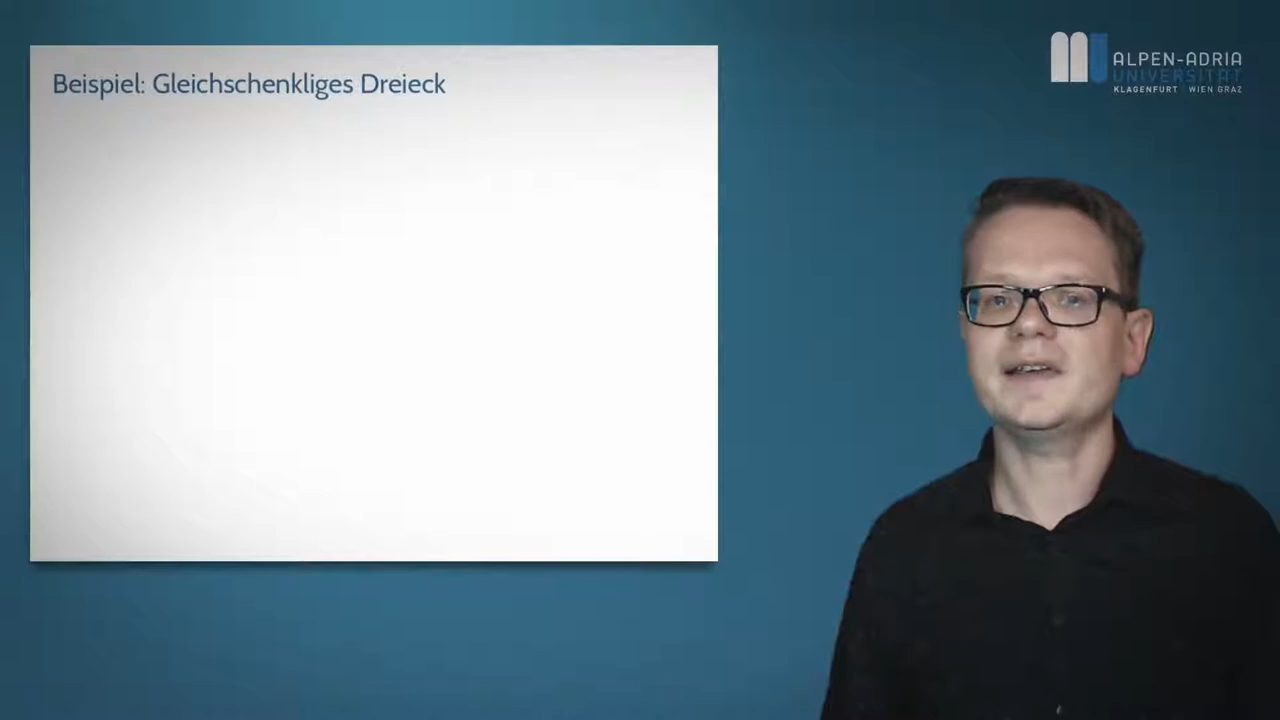 Beispiel: Gleichschenkliges Dreieck
ALPEN-ADRIA
UNIVERSITÄT
KLAGENFURT WIEN GRAZ